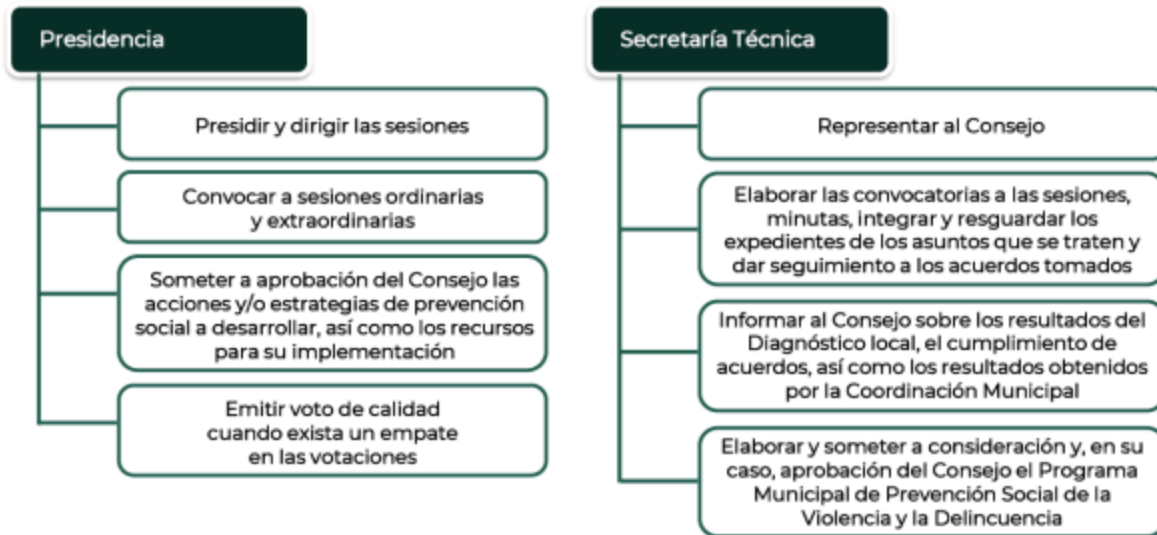 Presidencia
Presidir y dirigir las sesiones
Convocar a sesiones ordinarias
y extraordinarias
Someter a aprobación del Consejo las
acciones y/o estrategias de prevención
social a desarrollar, así como los recursos
para su implementación
Emitir voto de calidad
cuando exista un empate
en las votaciones
Secretaría Técnica
Representar al Consejo
Elaborar las convocatorias a las sesiones,
minutas, integrar y resguardar los
expedientes de los asuntos que se traten y
dar seguimiento a los acuerdos tomados
Informar al Consejo sobre los resultados del
Diagnóstico local, el cumplimiento de
acuerdos, así como los resultados obtenidos
por la Coordinación Municipal
Elaborar y someter a consideración y, en su
caso, aprobación del Consejo el Programa
Municipal de Prevención Social de la
Violencia y la Delincuencia